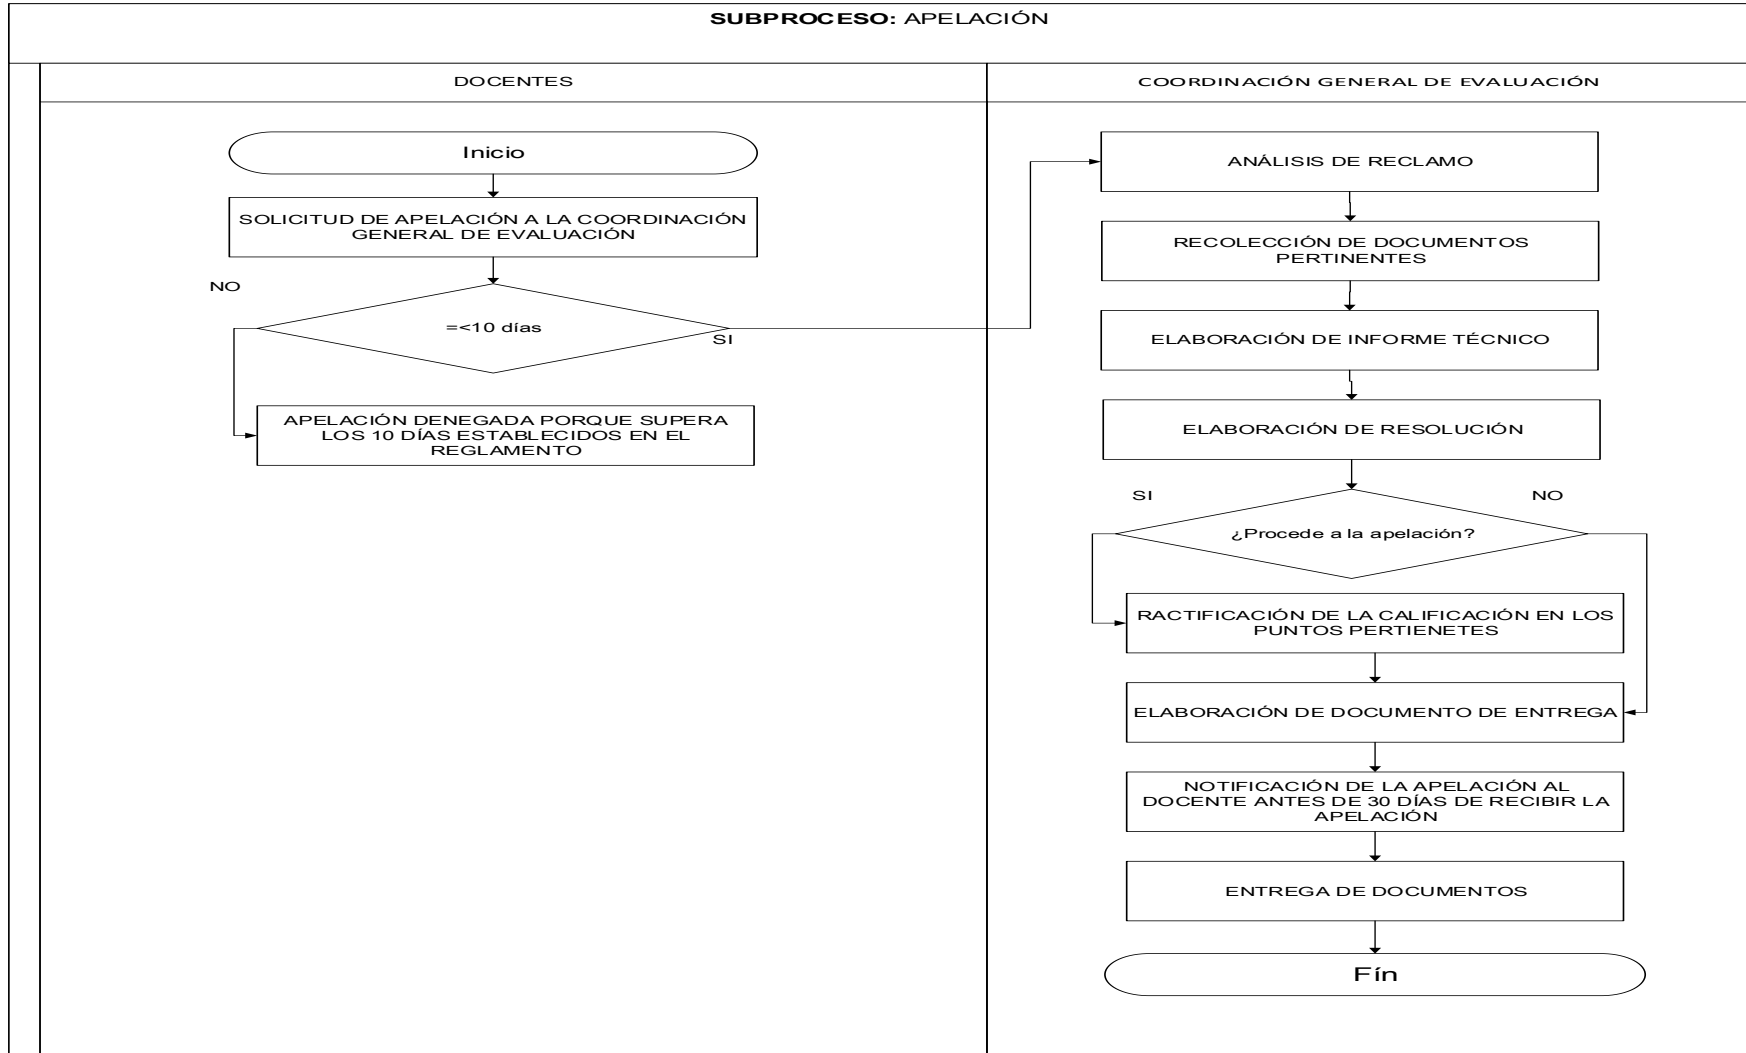 SUBPROCESO: APELACIÓN
DOCENTES
COORDINACIÓN GENERAL DE EVALUACIÓN
Inicio
SOLICITUD DE APELACIÓN A LA COORDINACIÓN
GENERAL DE EVALUACIÓN
NO
=<10 días
SI
APELACIÓN DENEGADA PORQUE SUPERA
LOS 10 DÍAS ESTABLECIDOS EN EL
REGLAMENTO
ANÁLISIS DE RECLAMO
RECOLECCIÓN DE DOCUMENTOS
PERTINENTES
ELABORACIÓN DE INFORME TÉCNICO
ELABORACIÓN DE RESOLUCIÓN
SI
NO
¿Procede a la apelación?
RACTIFICACIÓN DE LA CALIFICACIÓN EN LOS
PUNTOS PERTIENETES
ELABORACIÓN DE DOCUMENTO DE ENTREGA
NOTIFICACIÓN DE LA APELACIÓN AL
DOCENTE ANTES DE 30 DÍAS DE RECIBIR LA
APELACIÓN
ENTREGA DE DOCUMENTOS
Fín